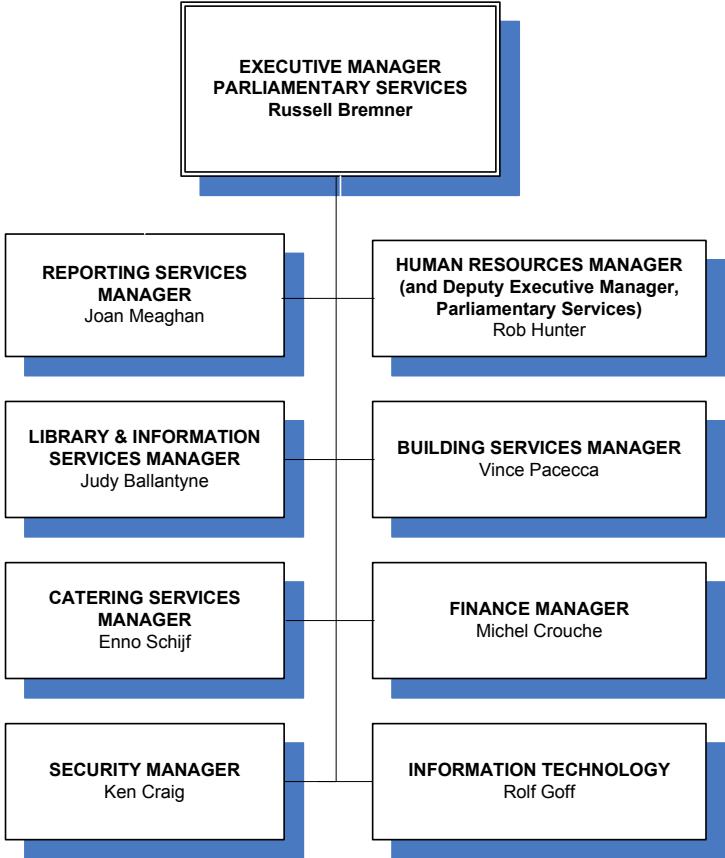 EXECUTIVE MANAGER
PARLIAMENTARY SERVICES
Russell Bremner
REPORTING SERVICES
MANAGER
Joan Meaghan
HUMAN RESOURCES MANAGER
(and Deputy Executive Manager,
Parliamentary Services)
Rob Hunter
LIBRARY & INFORMATION
SERVICES MANAGER
Judy Ballantyne
BUILDING SERVICES MANAGER
Vince Pacecca
CATERING SERVICES
MANAGER
Enno Schijf
FINANCE MANAGER
Michel Crouche
SECURITY MANAGER
Ken Craig
INFORMATION TECHNOLOGY
Rolf Goff